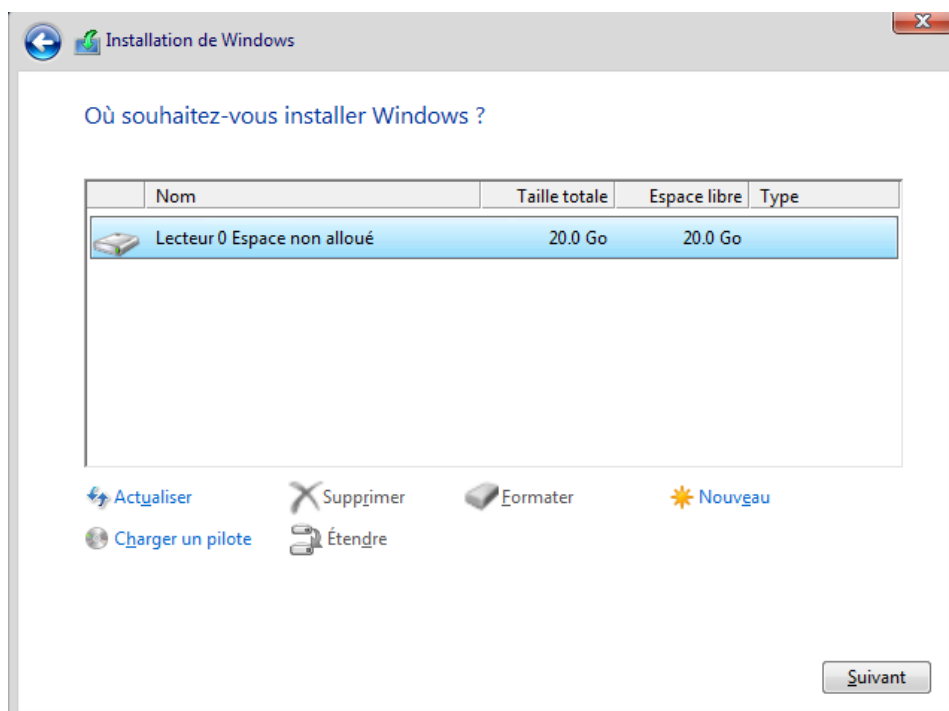 Installation de Windows
Où souhaitez-vous installer Windows ?
Nom Taille totale Espace libre Type
Lecteur 0 Espace non alloué 20.0 Go 20.0 Go
Actualiser Supprimer Formater Nouveau
Charger un pilote Étendre
Suivant